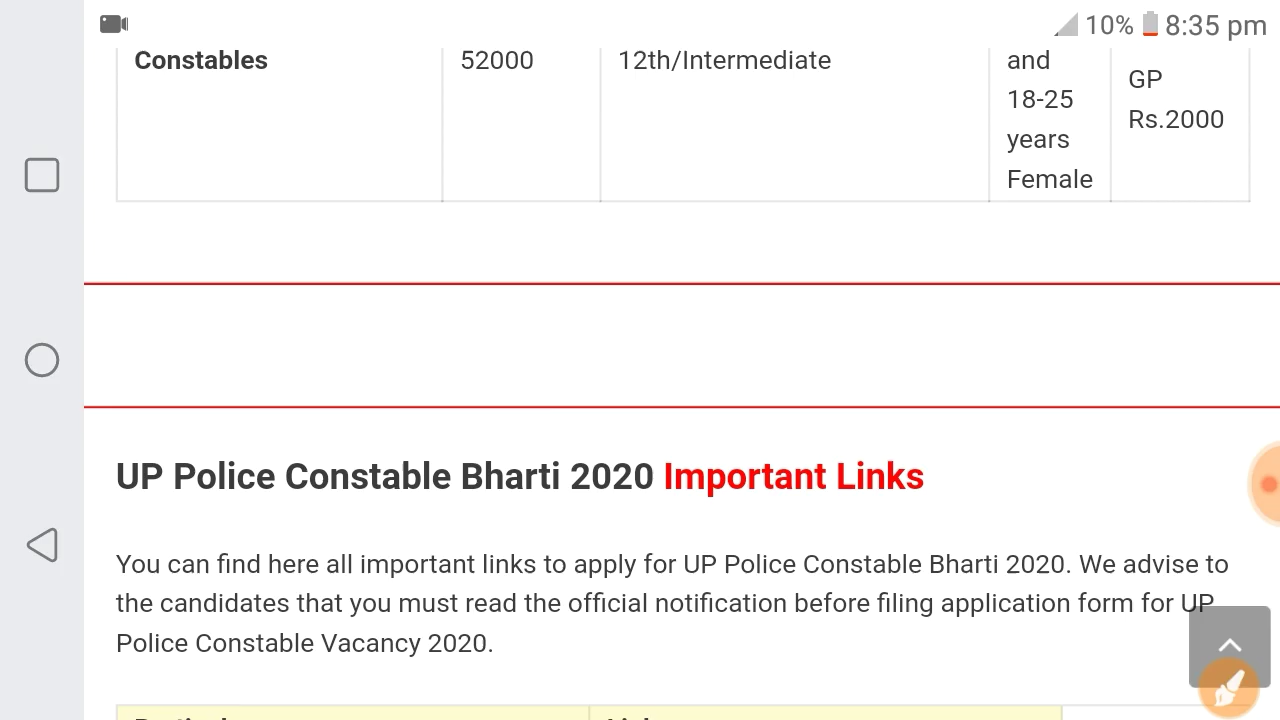 10% 8:35 pm
Constables 52000 12th/Intermediate and
18-25
years
Female
GP
Rs.2000
UP Police Constable Bharti 2020 Important Links
You can find here all important links to apply for UP Police Constable Bharti 2020. We advise to
the candidates that you must read the official notification before filing application form for UP
Police Constable Vacancy 2020.